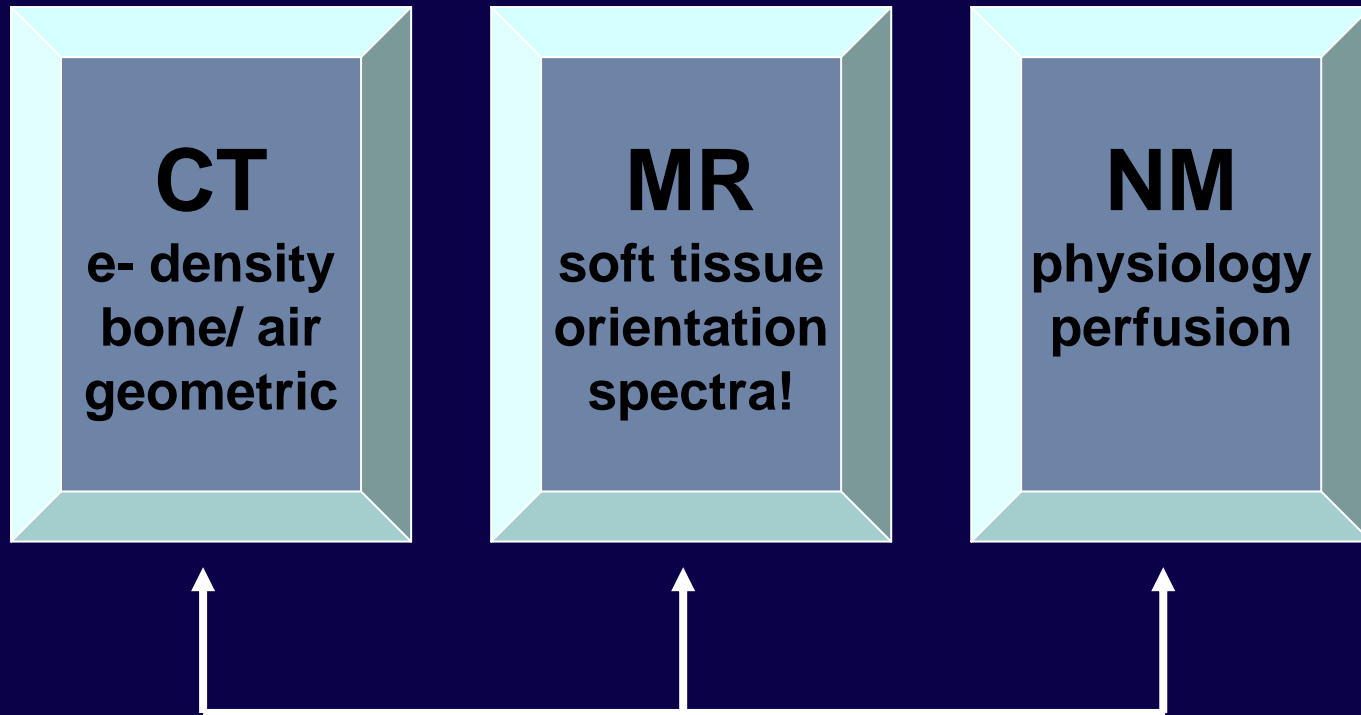 CT
e- density
bone/ air
geometric
MR
soft tissue
orientation
spectra!
NM
physiology
perfusion